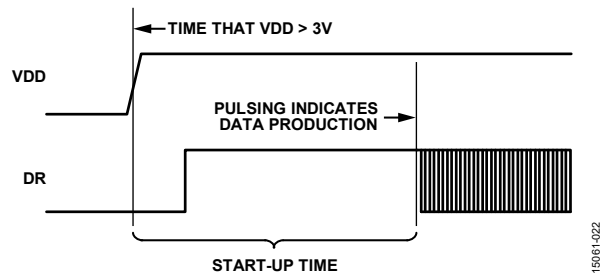 TIME THAT VDD > 3V
VDD
PULSING INDICATES
DATA PRODUCTION
DR
START-UP TIME
15061-022